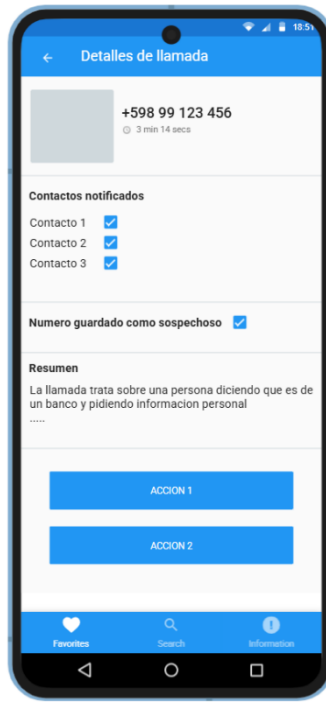 18:51
Detalles de llamada
+598 99 123 456
3 min 14 secs
Contactos notificados
Contacto 1
Contacto 2
Contacto 3
Numero guardado como sospechoso
Resumen
La llamada trata sobre una persona diciendo que es de
un banco y pidiendo informacion personal
.....
ACCION 1
ACCION 2
Favorites Search Information